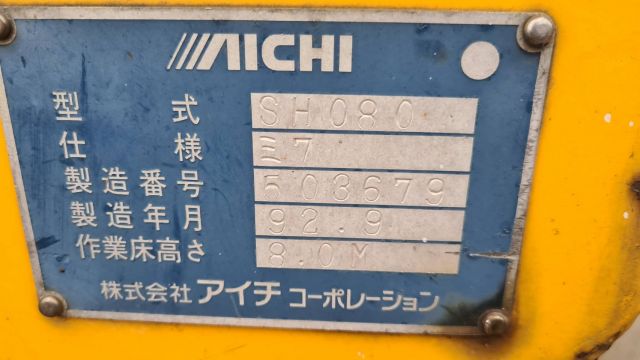 AICHI
型式 SH080
仕様 ミ7
製造番号 503679
製造年月 92.9
作業床高さ 8.0M
株式会社 アイチ コーポレーション